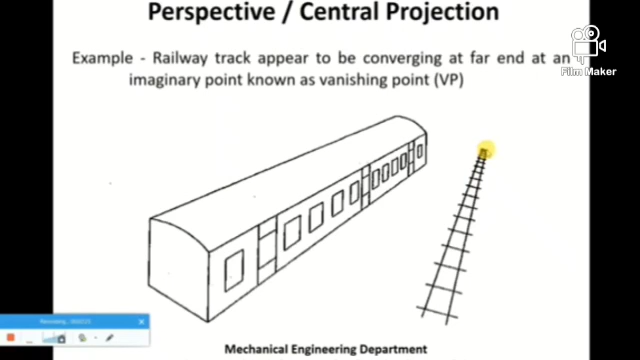 Perspective / Central Projection
Example - Railway track appear to be converging at far end at an
imaginary point known as vanishing point (VP)
Film Maker
Mechanical Engineering Department